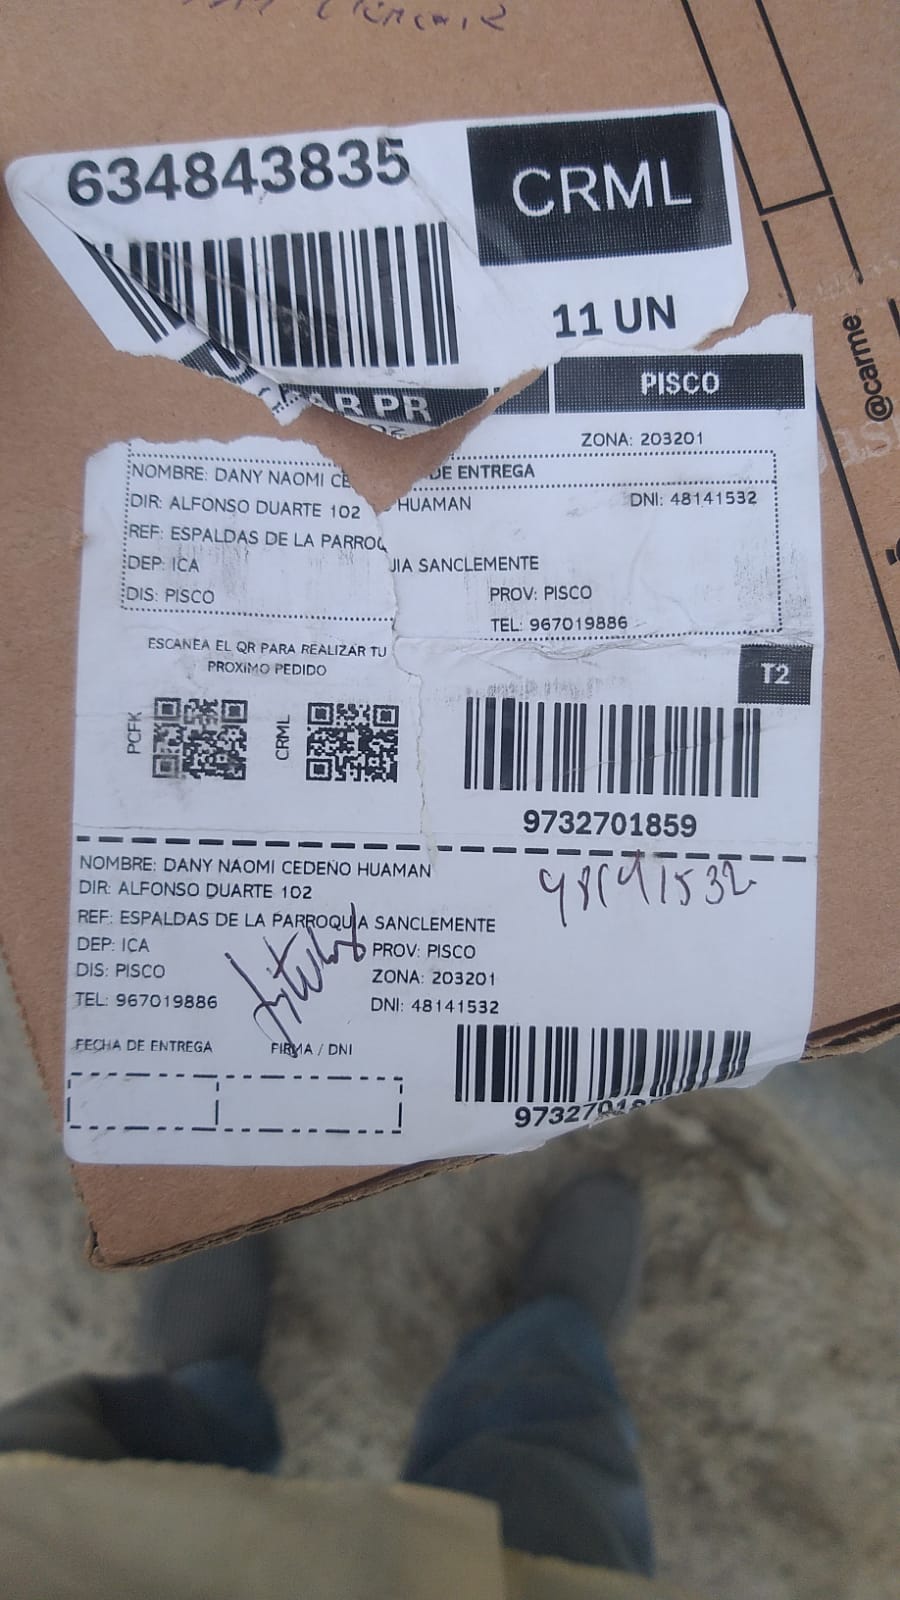 634843835
CRML
11 UN
AR PR
PISCO
ZONA: 203201
DE ENTREGA
NOMBRE: DANY NAOMI CE
HUAMAN
DNI: 48141532
DIR: ALFONSO DUARTE 102
REF: ESPALDAS DE LA PARROQUIA SANCLEMENTE
DEP: ICA
PROV: PISCO
DIS: PISCO
TEL: 967019886
ESCANEA EL QR PARA REALIZAR TU
PROXIMO PEDIDO
T2
PCFK
CRML
9732701859
NOMBRE: DANY NAOMI CEDEÑO HUAMAN
DIR: ALFONSO DUARTE 102
48141532
REF: ESPALDAS DE LA PARROQUIA SANCLEMENTE
DEP: ICA
PROV: PISCO
DIS: PISCO
ZONA: 203201
TEL: 967019886
DNI: 48141532
FECHA DE ENTREGA
FIRMA / DNI
@carme